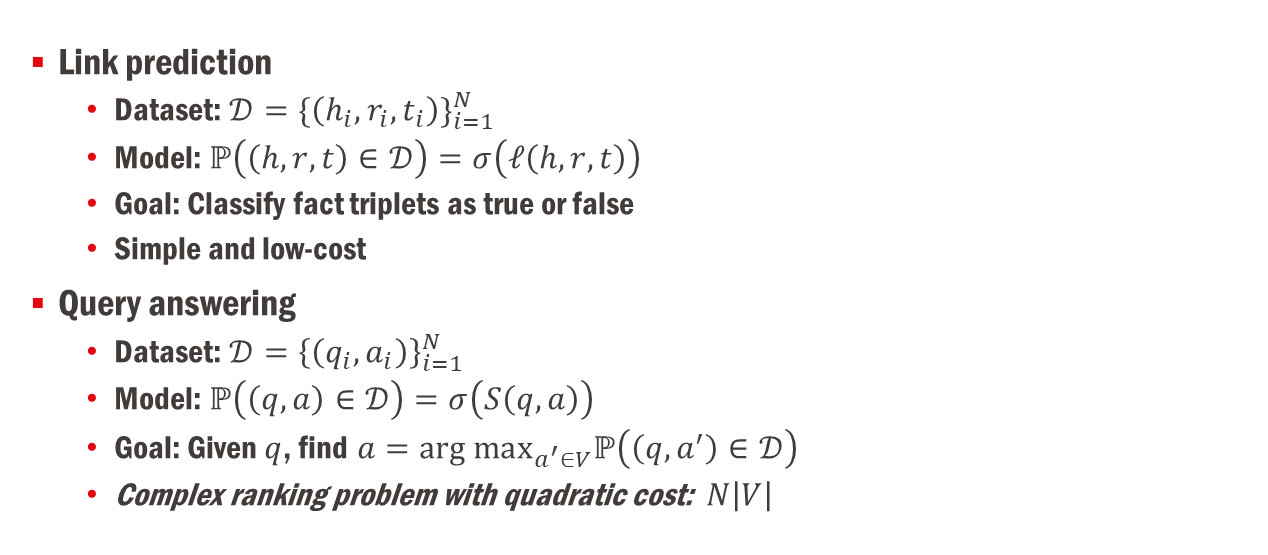 ▪ Link prediction
• Dataset: 𝒟 = {(hᵢ, rᵢ, tᵢ)}ᵢ₌₁ᴺ
• Model: ℙ((h, r, t) ∈ 𝒟) = σ(ℓ(h, r, t))
• Goal: Classify fact triplets as true or false
• Simple and low-cost
▪ Query answering
• Dataset: 𝒟 = {(qᵢ, aᵢ)}ᵢ₌₁ᴺ
• Model: ℙ((q, a) ∈ 𝒟) = σ(S(q, a))
• Goal: Given q, find a = arg max_{a′∈V} ℙ((q, a′) ∈ 𝒟)
• Complex ranking problem with quadratic cost: N|V|